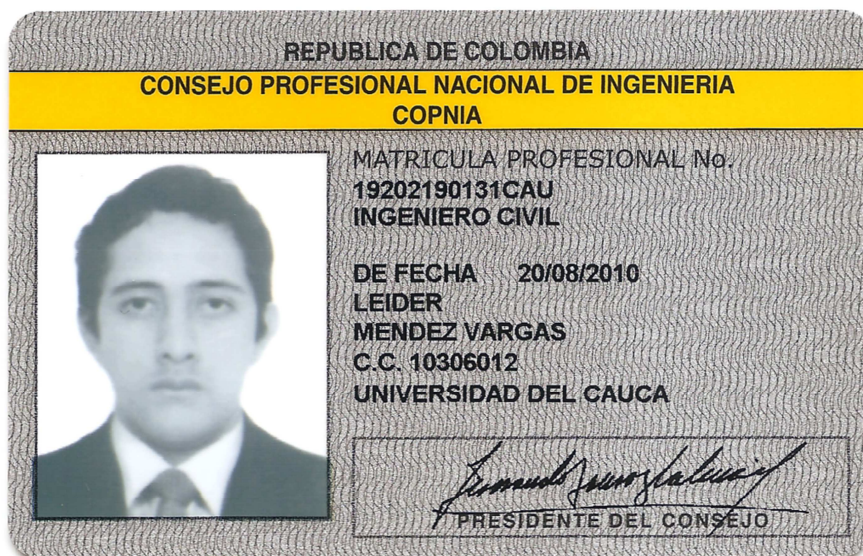 REPUBLICA DE COLOMBIA
CONSEJO PROFESIONAL NACIONAL DE INGENIERIA
COPNIA
MATRICULA PROFESIONAL No.
19202190131CAU
INGENIERO CIVIL
DE FECHA 20/08/2010
LEIDER
MENDEZ VARGAS
C.C. 10306012
UNIVERSIDAD DEL CAUCA
PRESIDENTE DEL CONSEJO